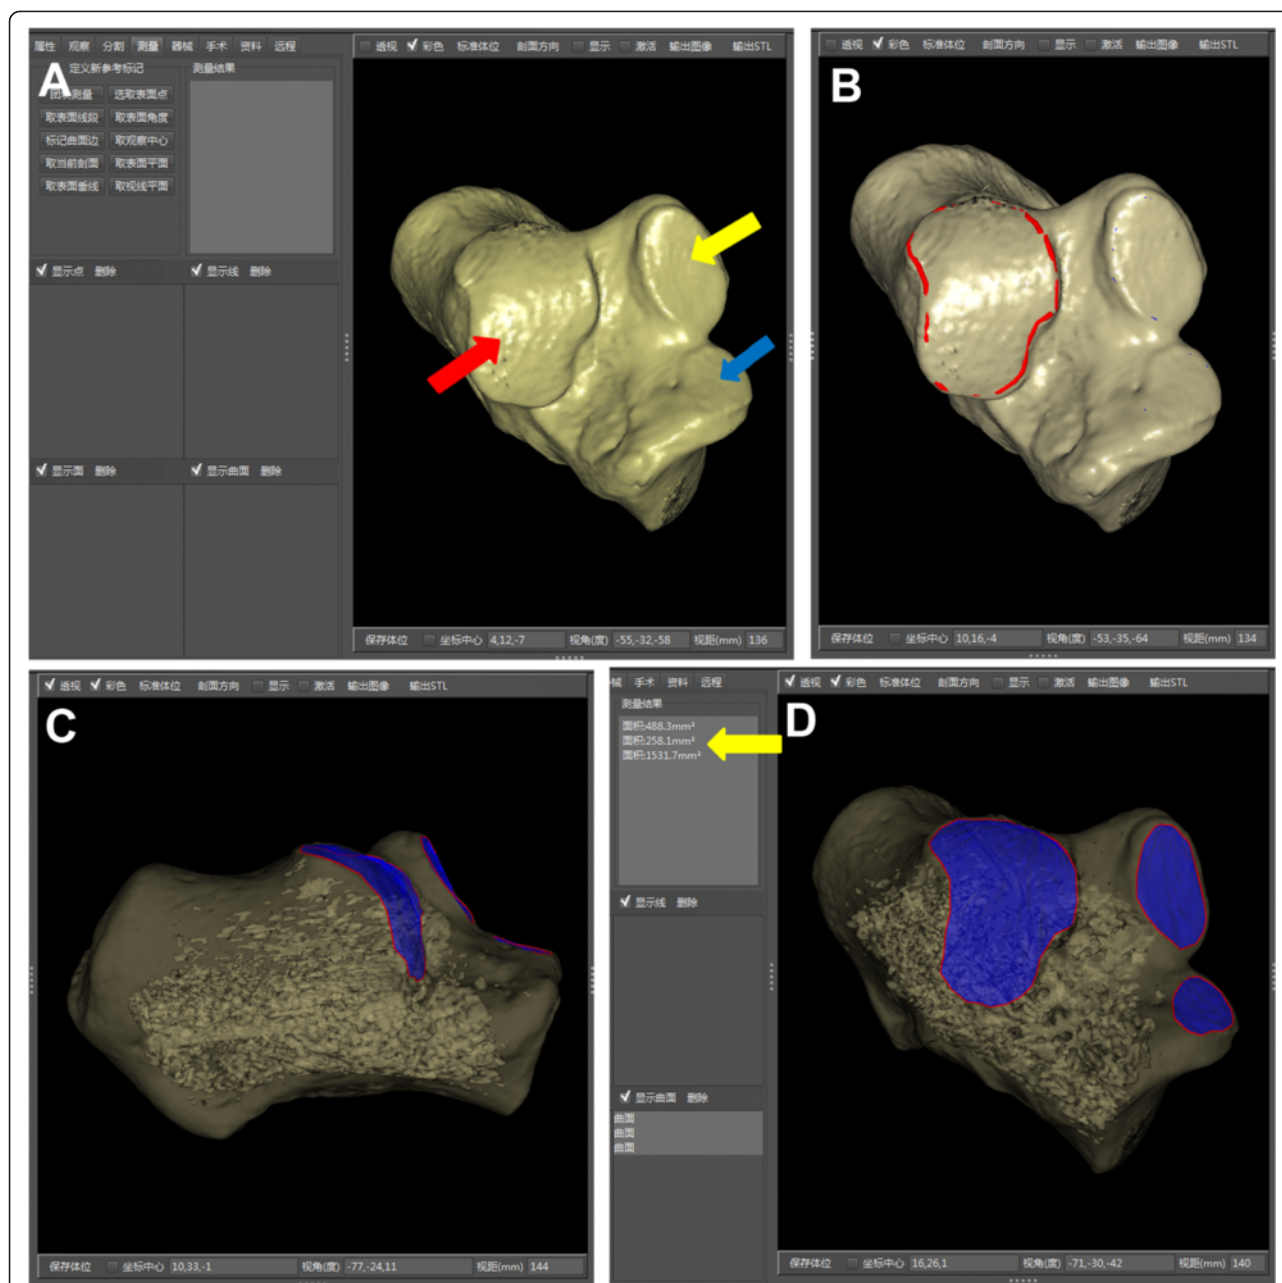 属性 观察 分割 测量 器械 手术 资料 远程
A
定义新参考标记
测量 选取表面点
取表面线段 取表面角度
标记曲面边 取观察中心
取当前剖面 取表面平面
取表面垂线 取视线平面
测量结果
显示点 删除 显示线 删除
显示面 删除 显示曲面 删除
透视 彩色 标准体位 剖面方向 显示 激活 输出图像 输出STL
保存体位 坐标中心 4,12,-7 视角(度) -55,-32,-58 视距(mm) 136
透视 彩色 标准体位 剖面方向 显示 激活 输出图像 输出STL
B
保存体位 坐标中心 10,16,-4 视角(度) -53,-35,-64 视距(mm) 134
透视 彩色 标准体位 剖面方向 显示 激活 输出图像 输出STL
C
保存体位 坐标中心 10,33,-1 视角(度) -77,-24,11 视距(mm) 144
械 手术 资料 远程
测量结果
面积:488.3mm²
面积:258.1mm²
面积:1531.7mm²
显示线 删除
显示曲面 删除
曲面
曲面
曲面
透视 彩色 标准体位 剖面方向 显示 激活 输出图像 输出STL
D
保存体位 坐标中心 16,26,1 视角(度) -71,-30,-42 视距(mm) 140